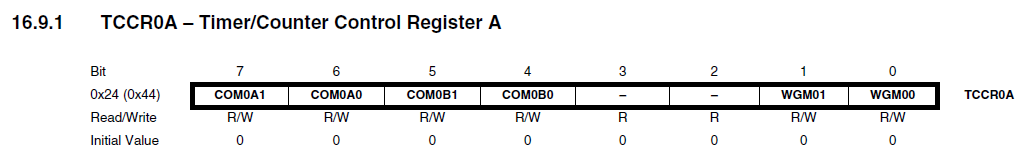 16.9.1 TCCR0A – Timer/Counter Control Register A
Bit 7 6 5 4 3 2 1 0
0x24 (0x44) COM0A1 COM0A0 COM0B1 COM0B0 – – WGM01 WGM00 TCCR0A
Read/Write R/W R/W R/W R/W R R R/W R/W
Initial Value 0 0 0 0 0 0 0 0